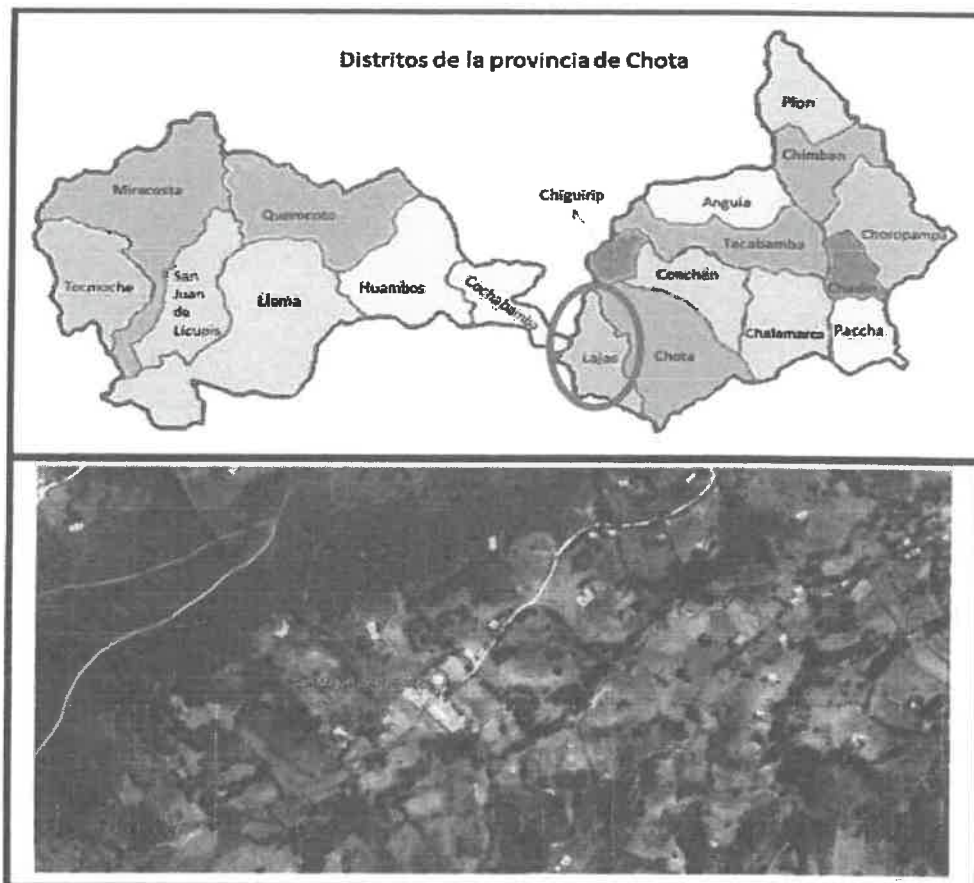 Distritos de la provincia de Chota
Pion
Chimban
Miracosta
Chiguirip
Anguia
Querocoto
Choropampa
Tacabamba
Tocmoche
San
Juan
de
Licupis
Llama
Huambos
Cochabamba
Conchán
Chalamarca
Paccha
Lajas
Chota